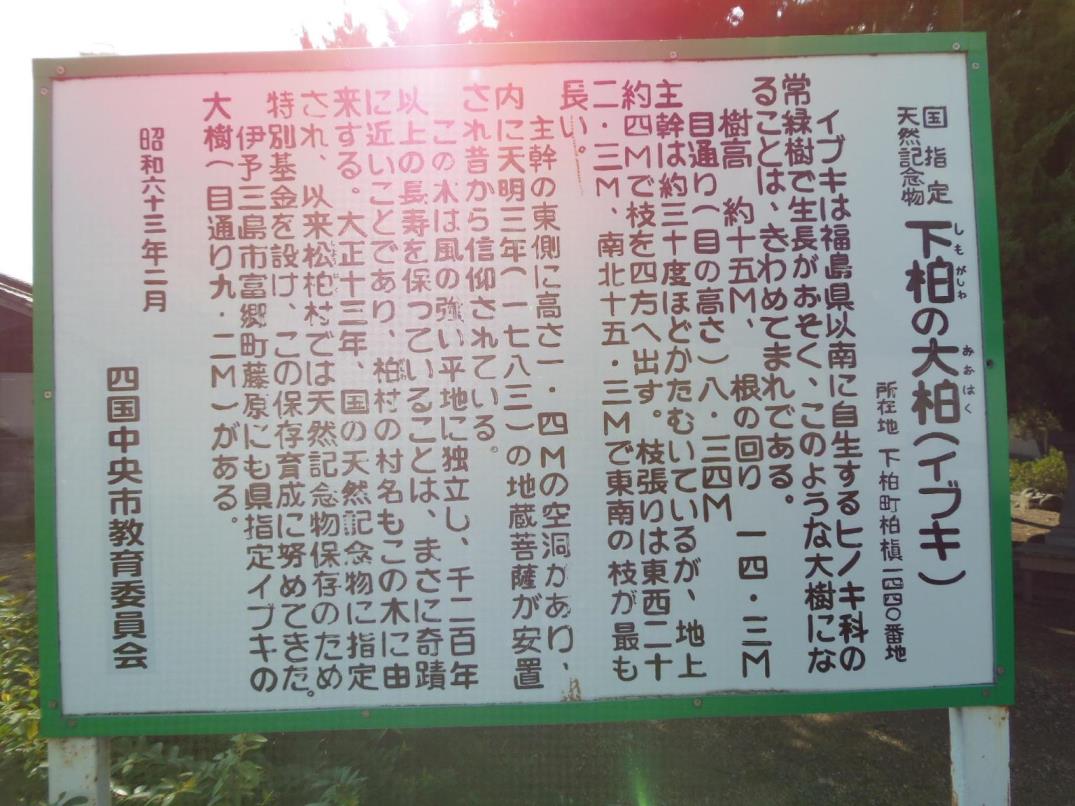 国指定
天然記念物
下柏の大柏(イブキ)
しもがしわ
おおはく
所在地 下柏町柏槇一四四〇番地
イブキは福島県以南に自生するヒノキ科の
常緑樹で生長がおそく、このような大樹にな
ることは、きわめてまれである。
樹高 約十五M、 根の回り 一四・三M
目通り(目の高さ)八・三四M
主幹は約三十度ほどかたむいているが、地上
約四Mで枝を四方へ出す。枝張りは東西二十
二・三M、南北十五・三Mで東南の枝が最も
長い。
主幹の東側に高さ一・四Mの空洞があり、
内に天明三年(一七八三)の地蔵菩薩が安置
され昔から信仰されている。
この木は風の強い平地に独立し、千二百年
以上の長寿を保っていることは、まさに奇蹟
に近いことであり、柏村の村名もこの木に由
来する。大正十三年、国の天然記念物に指定
され、以来松柏村では天然記念物保存のため
特別基金を設け、この保存育成に努めてきた。
伊予三島市富郷町藤原にも県指定イブキの
大樹(目通り九・二M)がある。
昭和六十三年二月
四国中央市教育委員会